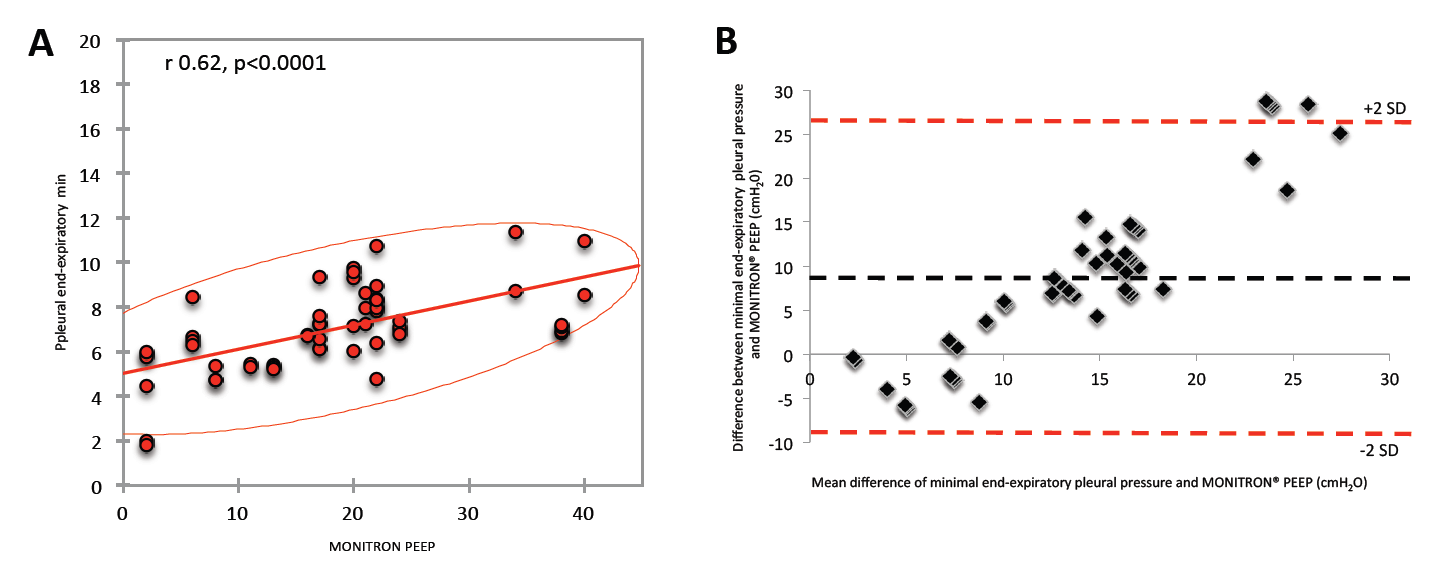 A
20
18
16
14
12
10
8
6
4
2
0
r 0.62, p<0.0001
Ppleural end-expiratory min
0 10 20 30 40
MONITRON PEEP
B
30
25
20
15
10
5
0
-5
-10
+2 SD
-2 SD
Difference between minimal end-expiratory pleural pressure
and MONITRON® PEEP (cmH₂0)
0 5 10 15 20 25 30
Mean difference of minimal end-expiratory pleural pressure and MONITRON® PEEP (cmH₂O)